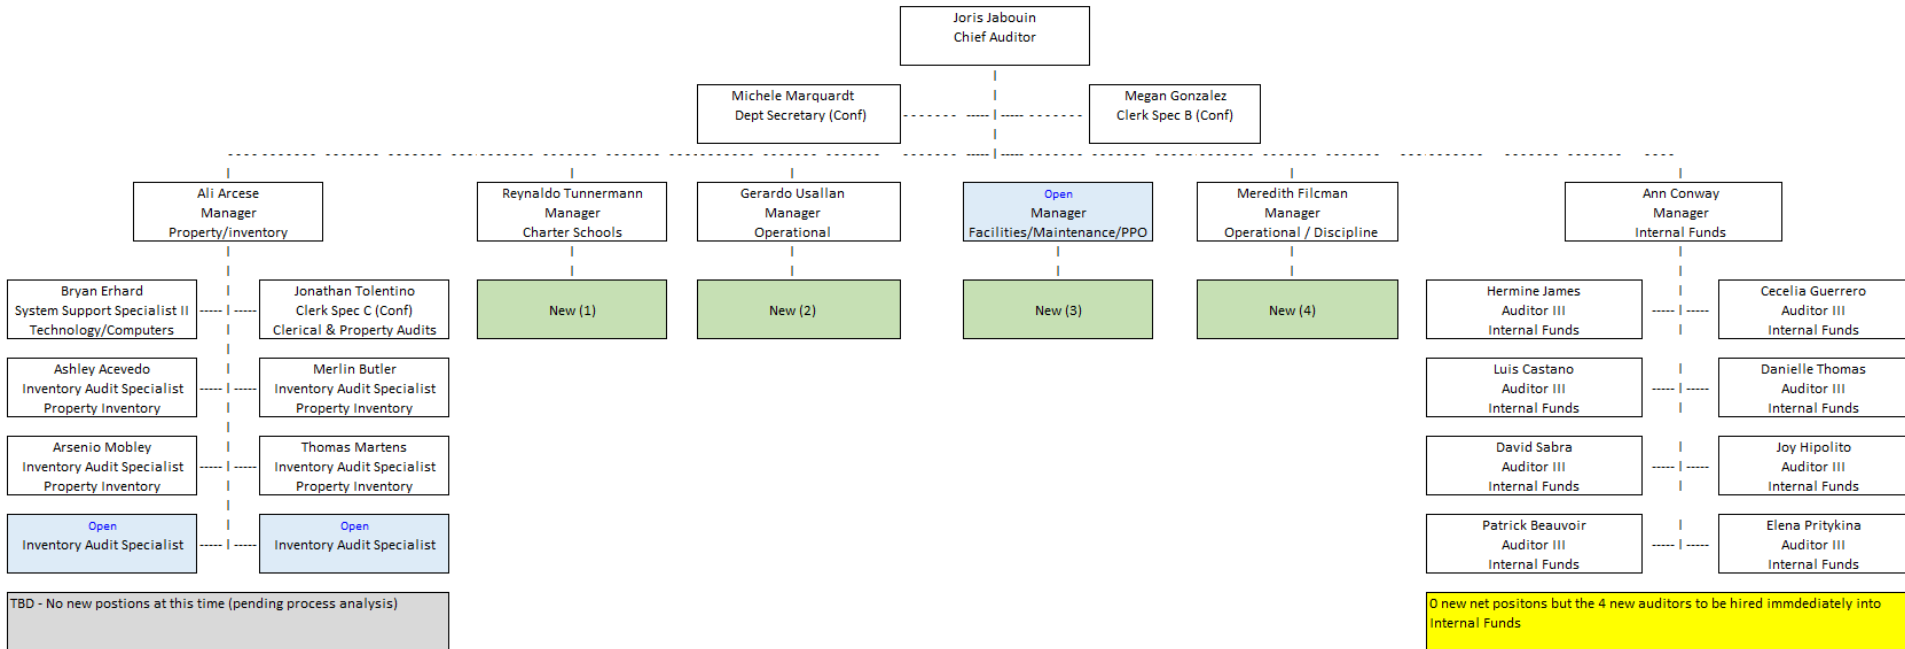 Joris Jabouin
Chief Auditor
Michele Marquardt
Dept Secretary (Conf)
Megan Gonzalez
Clerk Spec B (Conf)
Ali Arcese
Manager
Property/inventory
Reynaldo Tunnermann
Manager
Charter Schools
Gerardo Usallan
Manager
Operational
Open
Manager
Facilities/Maintenance/PPO
Meredith Filcman
Manager
Operational / Discipline
Ann Conway
Manager
Internal Funds
Bryan Erhard
System Support Specialist II
Technology/Computers
Jonathan Tolentino
Clerk Spec C (Conf)
Clerical & Property Audits
New (1)
New (2)
New (3)
New (4)
Hermine James
Auditor III
Internal Funds
Cecelia Guerrero
Auditor III
Internal Funds
Ashley Acevedo
Inventory Audit Specialist
Property Inventory
Merlin Butler
Inventory Audit Specialist
Property Inventory
Luis Castano
Auditor III
Internal Funds
Danielle Thomas
Auditor III
Internal Funds
Arsenio Mobley
Inventory Audit Specialist
Property Inventory
Thomas Martens
Inventory Audit Specialist
Property Inventory
David Sabra
Auditor III
Internal Funds
Joy Hipolito
Auditor III
Internal Funds
Open
Inventory Audit Specialist
Open
Inventory Audit Specialist
Patrick Beauvoir
Auditor III
Internal Funds
Elena Pritykina
Auditor III
Internal Funds
TBD - No new postions at this time (pending process analysis)
0 new net positons but the 4 new auditors to be hired immdediately into
Internal Funds